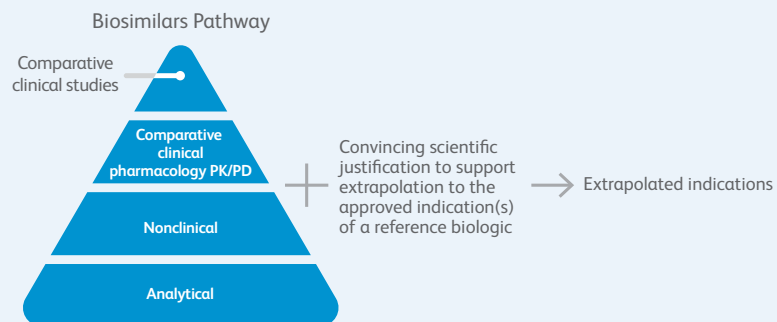 Biosimilars Pathway
Comparative
clinical studies
Comparative
clinical
pharmacology PK/PD
Nonclinical
Analytical
Convincing scientific
justification to support
extrapolation to the
approved indication(s)
of a reference biologic
Extrapolated indications